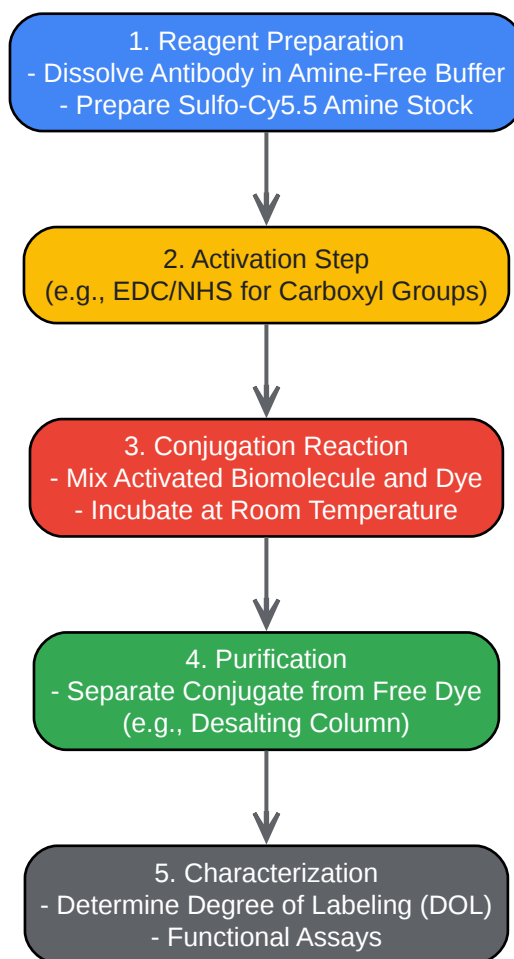 1. Reagent Preparation
- Dissolve Antibody in Amine-Free Buffer
- Prepare Sulfo-Cy5.5 Amine Stock
2. Activation Step
(e.g., EDC/NHS for Carboxyl Groups)
3. Conjugation Reaction
- Mix Activated Biomolecule and Dye
- Incubate at Room Temperature
4. Purification
- Separate Conjugate from Free Dye
(e.g., Desalting Column)
5. Characterization
- Determine Degree of Labeling (DOL)
- Functional Assays